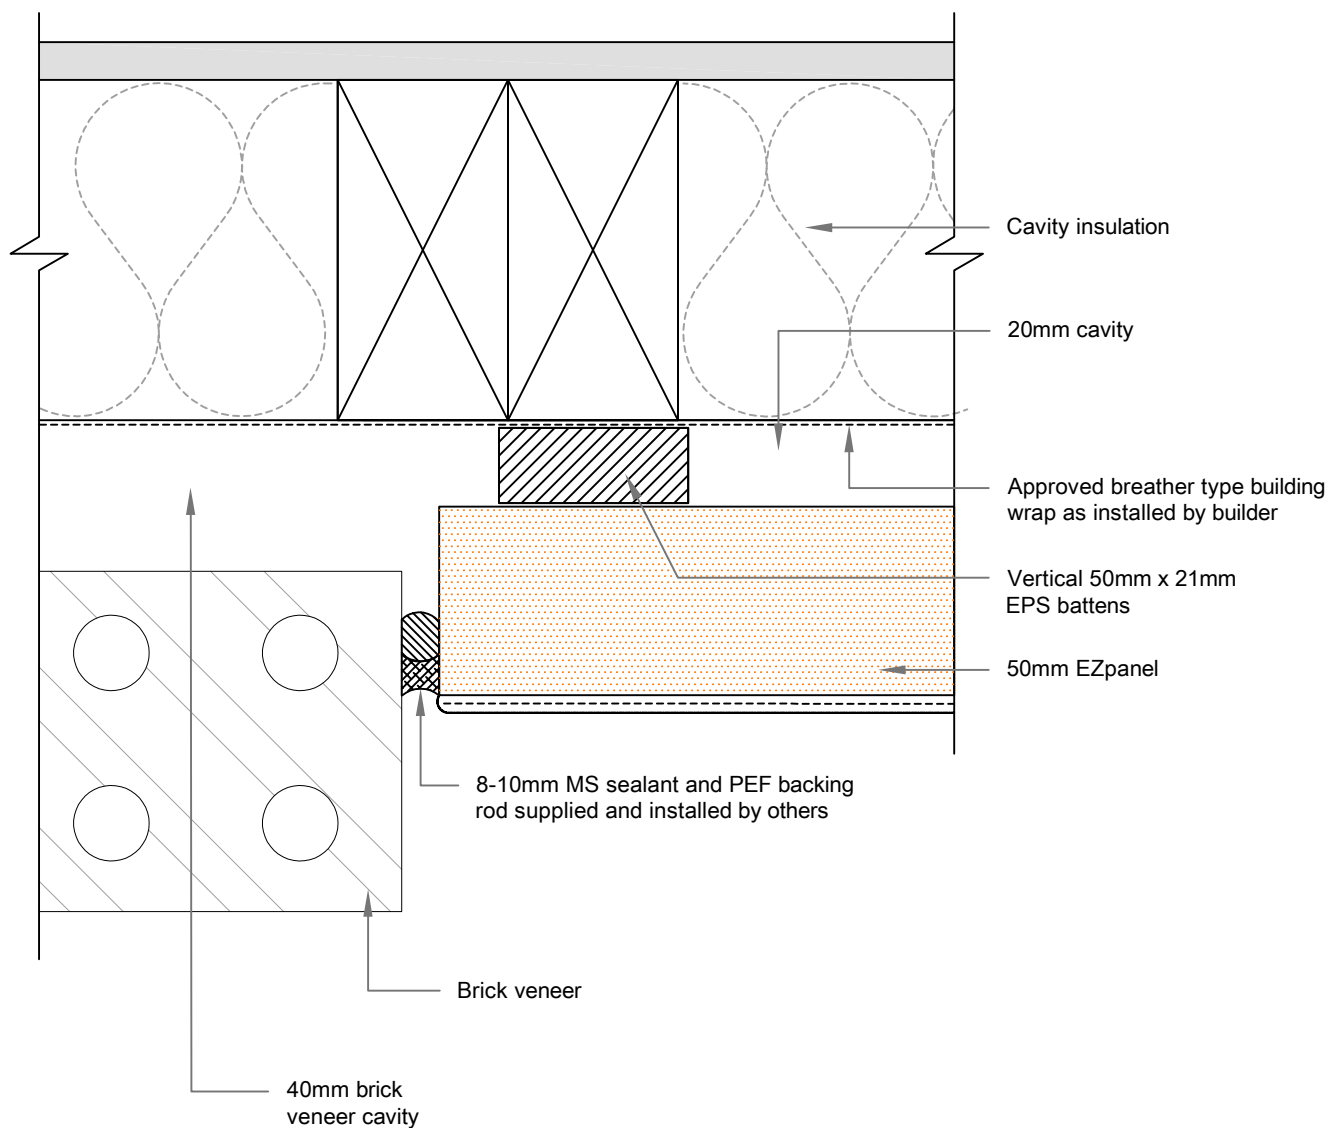 Cavity insulation
20mm cavity
Approved breather type building
wrap as installed by builder
Vertical 50mm x 21mm
EPS battens
50mm EZpanel
8-10mm MS sealant and PEF backing
rod supplied and installed by others
Brick veneer
40mm brick
veneer cavity